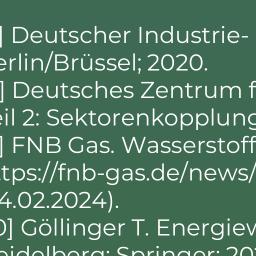 ] Deutscher Industrie-
erlin/Brüssel; 2020.
] Deutsches Zentrum f
eil 2: Sektorenkopplung
] FNB Gas. Wasserstoff
ttps://fnb-gas.de/news/
4.02.2024).
0] Göllinger T. Energiew
eidelberg: Springer; 20